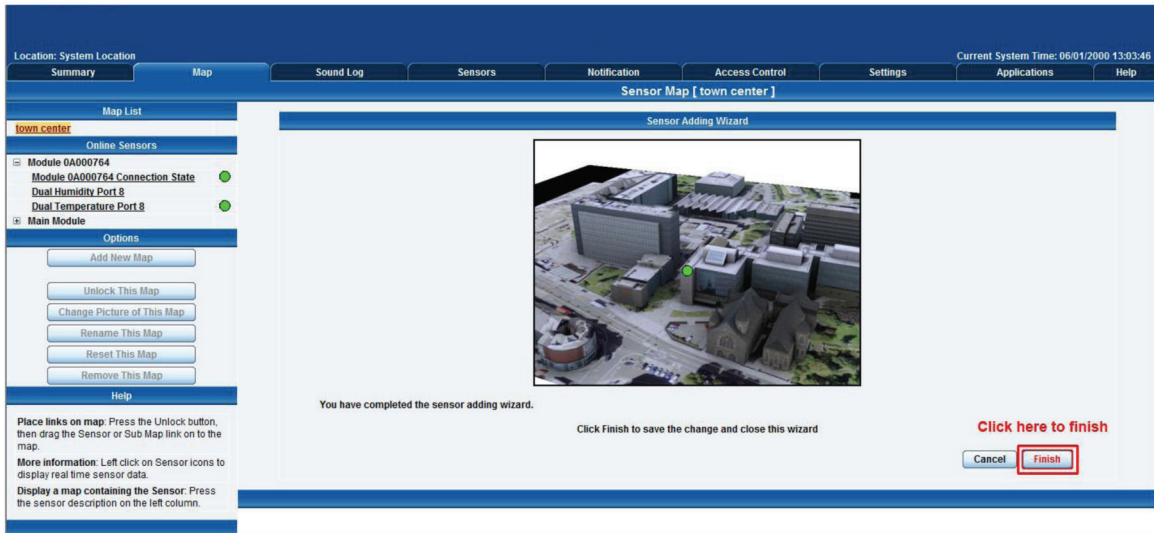 Location: System Location
Current System Time: 06/01/2000 13:03:46
Summary Map Sound Log Sensors Notification Access Control Settings Applications Help
Sensor Map [ town center ]
Map List
town center
Online Sensors
Module 0A000764
Module 0A000764 Connection State
Dual Humidity Port 8
Dual Temperature Port 8
Main Module
Options
Add New Map
Unlock This Map
Change Picture of This Map
Rename This Map
Reset This Map
Remove This Map
Help
Place links on map: Press the Unlock button,
then drag the Sensor or Sub Map link on to the
map.
More information: Left click on Sensor icons to
display real time sensor data.
Display a map containing the Sensor: Press
the sensor description on the left column.
Sensor Adding Wizard
You have completed the sensor adding wizard.
Click Finish to save the change and close this wizard
Click here to finish
Cancel Finish